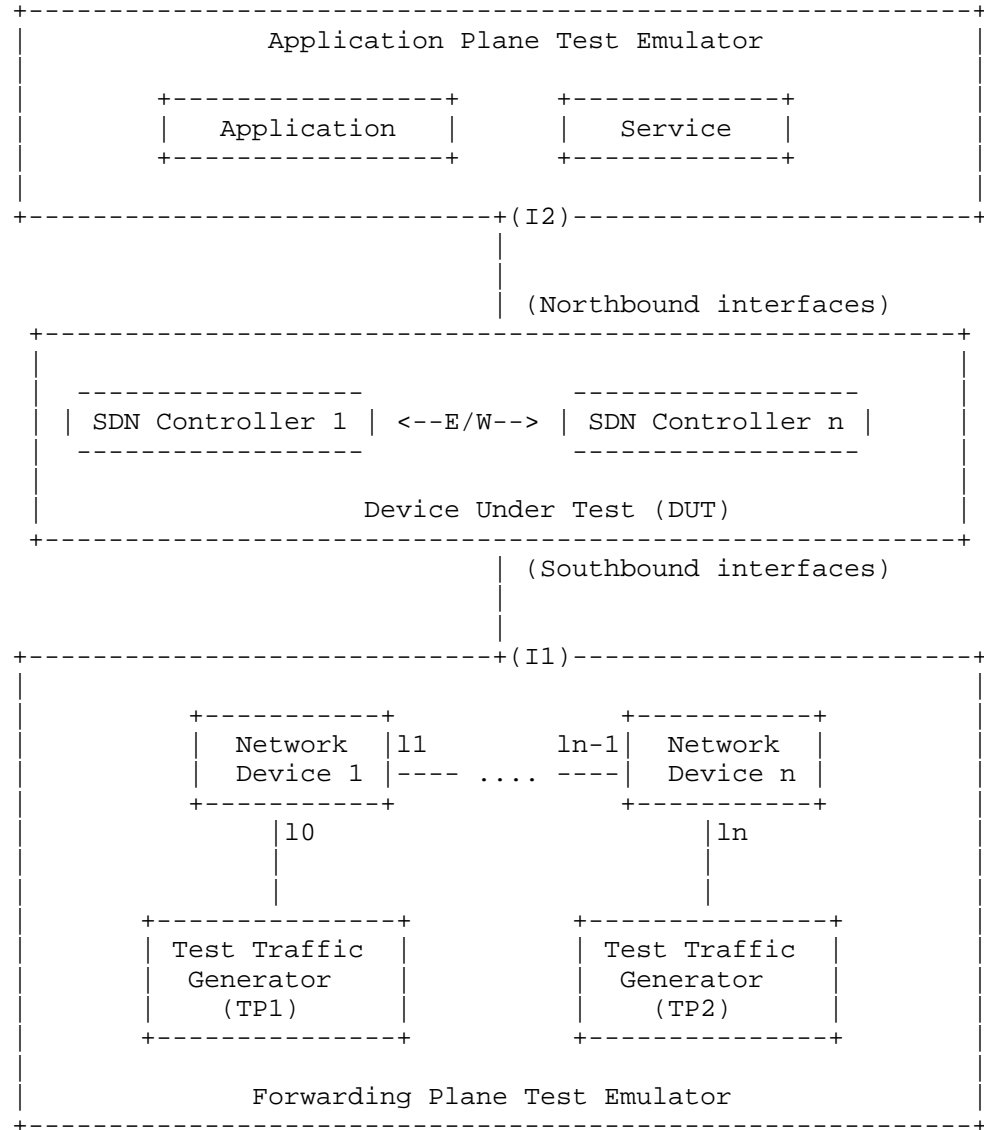 Application Plane Test Emulator
Application Service
(I2)
(Northbound interfaces)
SDN Controller 1 <--E/W--> SDN Controller n
Device Under Test (DUT)
(Southbound interfaces)
(I1)
Network l1 ln-1 Network
Device 1 .... Device n
l0 ln
Test Traffic Test Traffic
Generator Generator
(TP1) (TP2)
Forwarding Plane Test Emulator